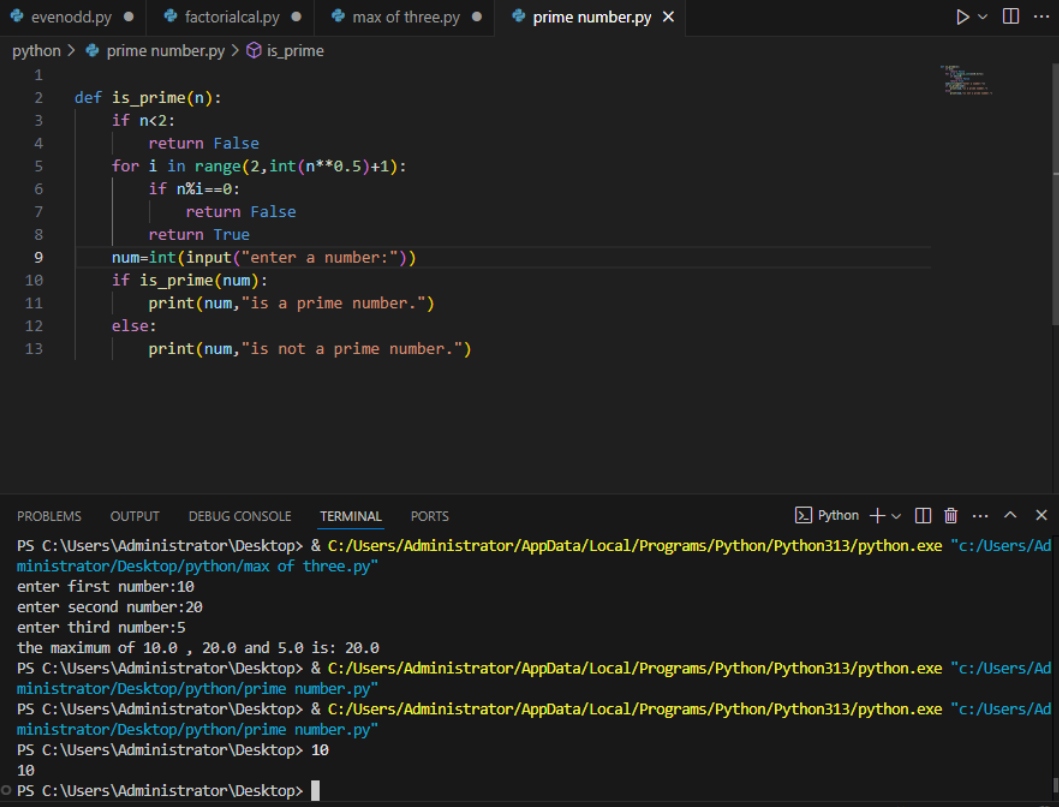 evenodd.py factorialcal.py max of three.py prime number.py
python > prime number.py > is_prime
1
2 def is_prime(n):
3 if n<2:
4 return False
5 for i in range(2,int(n**0.5)+1):
6 if n%i==0:
7 return False
8 return True
9 num=int(input("enter a number:"))
10 if is_prime(num):
11 print(num,"is a prime number.")
12 else:
13 print(num,"is not a prime number.")
PROBLEMS OUTPUT DEBUG CONSOLE TERMINAL PORTS Python
PS C:\Users\Administrator\Desktop> & C:/Users/Administrator/AppData/Local/Programs/Python/Python313/python.exe "c:/Users/Ad
ministrator/Desktop/python/max of three.py"
enter first number:10
enter second number:20
enter third number:5
the maximum of 10.0 , 20.0 and 5.0 is: 20.0
PS C:\Users\Administrator\Desktop> & C:/Users/Administrator/AppData/Local/Programs/Python/Python313/python.exe "c:/Users/Ad
ministrator/Desktop/python/prime number.py"
PS C:\Users\Administrator\Desktop> & C:/Users/Administrator/AppData/Local/Programs/Python/Python313/python.exe "c:/Users/Ad
ministrator/Desktop/python/prime number.py"
PS C:\Users\Administrator\Desktop> 10
10
PS C:\Users\Administrator\Desktop>